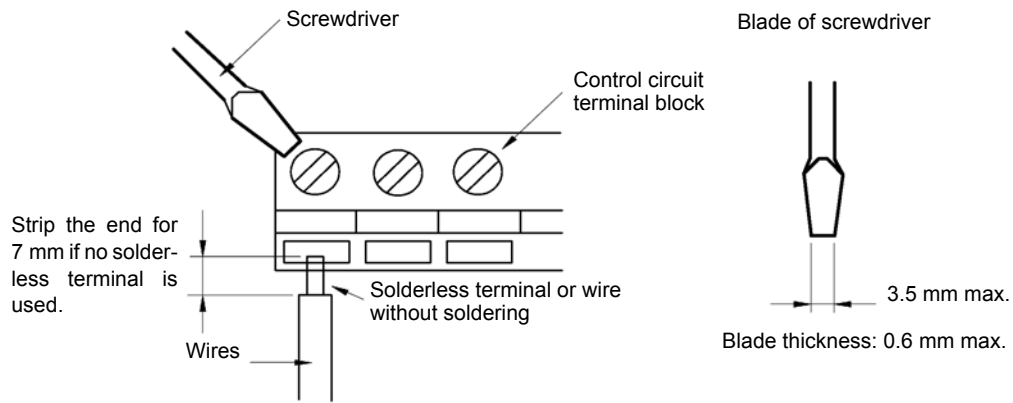 Screwdriver
Blade of screwdriver
Control circuit
terminal block
Strip the end for
7 mm if no solder-
less terminal is
used.
Solderless terminal or wire
without soldering
Wires
3.5 mm max.
Blade thickness: 0.6 mm max.